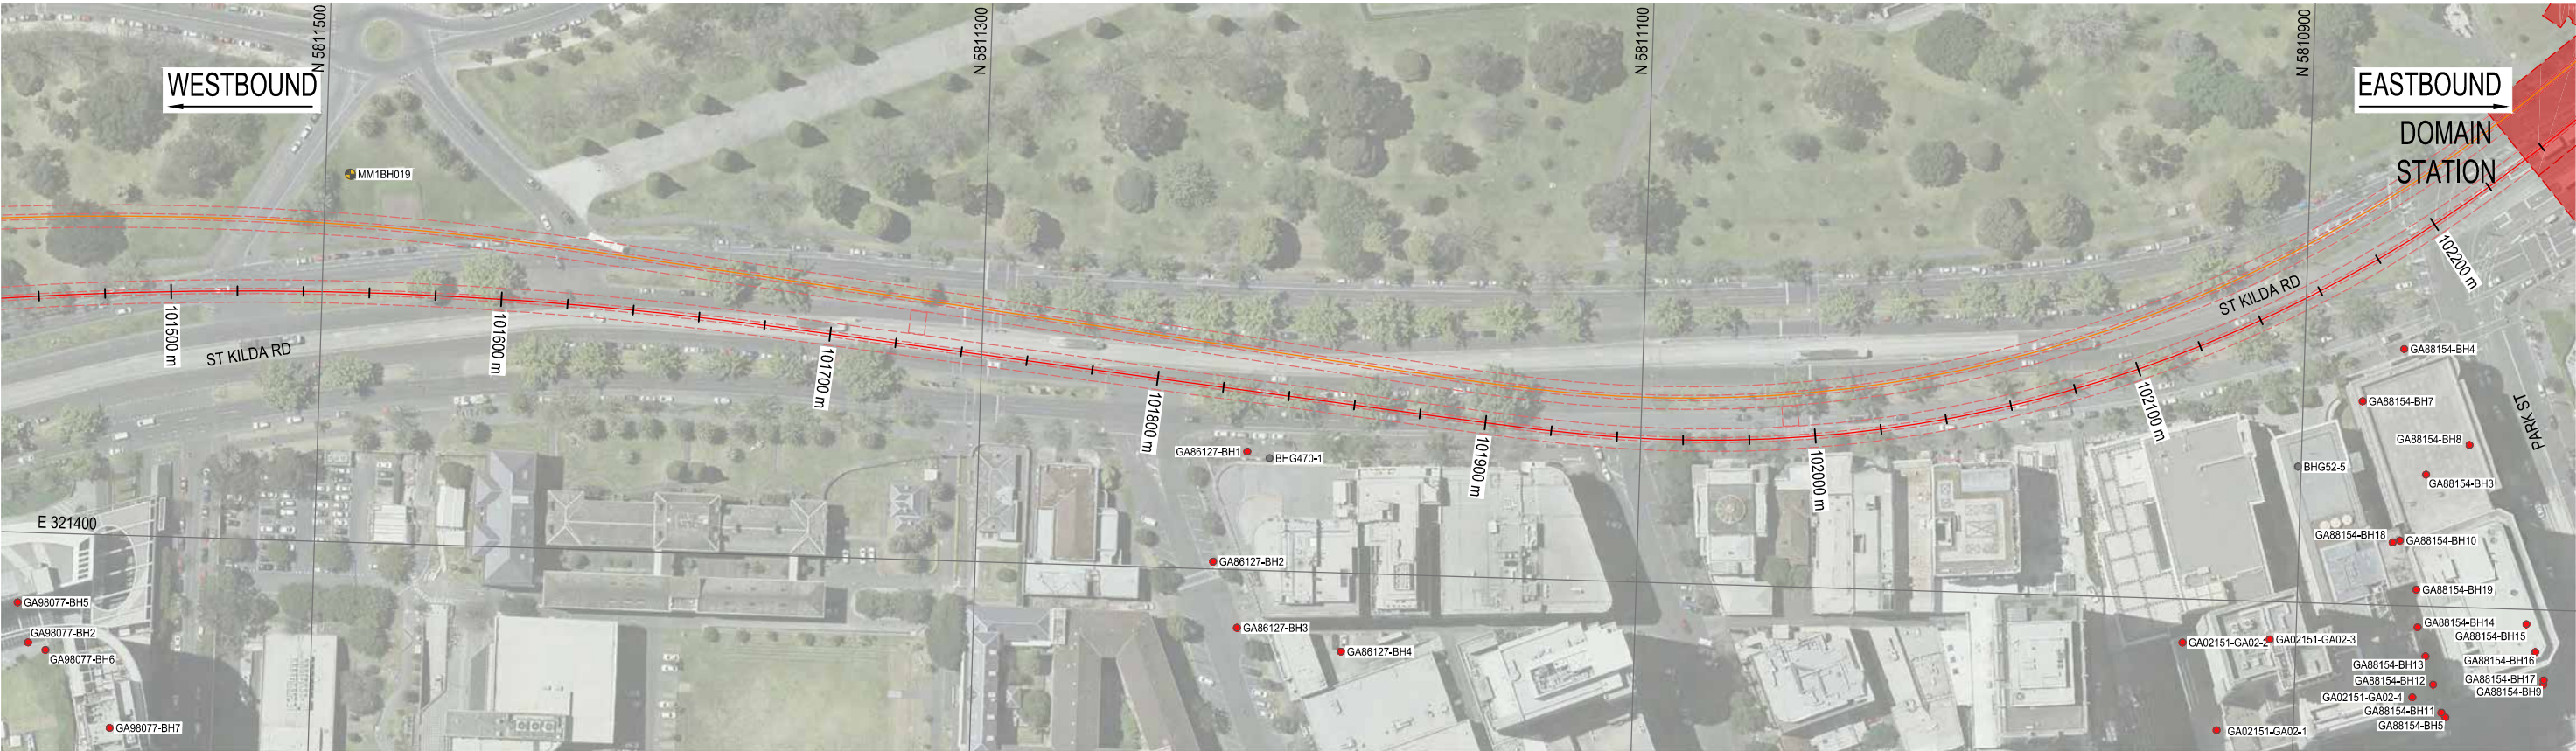 N 5811500
N 5811300
N 5811100
N 5810900
WESTBOUND
EASTBOUND
DOMAIN
STATION
MM1BH019
101500 m
101600 m
101700 m
101800 m
101900 m
102000 m
102100 m
102200 m
ST KILDA RD
ST KILDA RD
PARK ST
E 321400
GA98077-BH5
GA98077-BH2
GA98077-BH6
GA98077-BH7
GA86127-BH1
BHG470-1
GA86127-BH2
GA86127-BH3
GA86127-BH4
GA88154-BH4
GA88154-BH7
GA88154-BH8
BHG52-5
GA88154-BH3
GA88154-BH18
GA88154-BH10
GA88154-BH19
GA88154-BH14
GA88154-BH15
GA02151-GA02-2
GA02151-GA02-3
GA88154-BH13
GA88154-BH16
GA88154-BH12
GA88154-BH17
GA88154-BH9
GA02151-GA02-4
GA88154-BH11
GA88154-BH5
GA02151-GA02-1